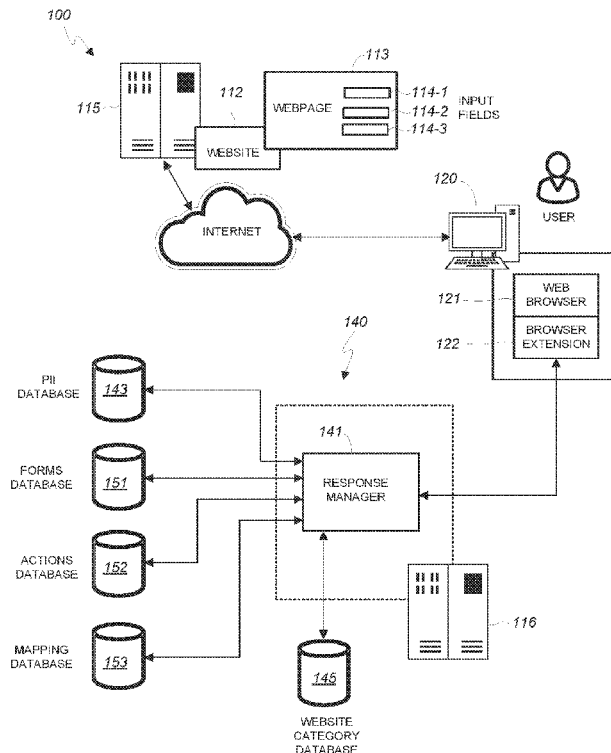 100
113
115
112
WEBPAGE
114-1
114-2
114-3
INPUT
FIELDS
WEBSITE
120
USER
INTERNET
121
WEB
BROWSER
122
BROWSER
EXTENSION
140
PII
DATABASE
143
141
RESPONSE
MANAGER
FORMS
DATABASE
151
ACTIONS
DATABASE
152
116
MAPPING
DATABASE
153
145
WEBSITE
CATEGORY
DATABASE